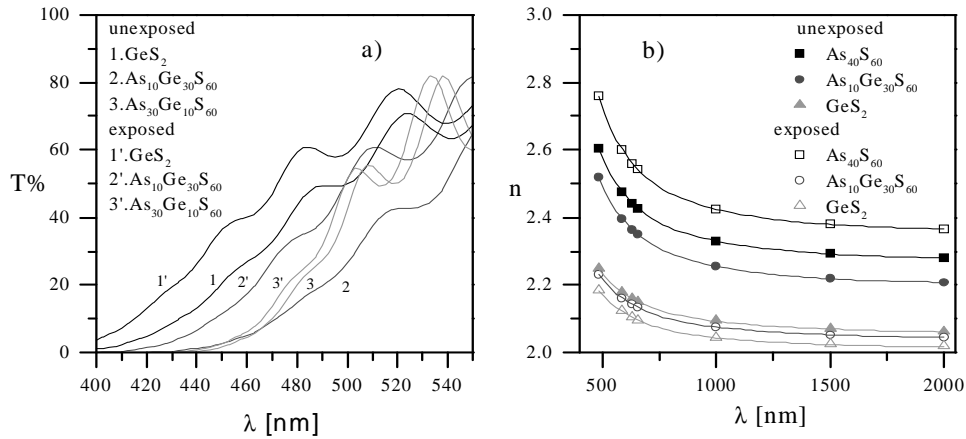 100
80
60
40
20
0
T%
unexposed
1.GeS₂
2.As₁₀Ge₃₀S₆₀
3.As₃₀Ge₁₀S₆₀
exposed
1'.GeS₂
2'.As₁₀Ge₃₀S₆₀
3'.As₃₀Ge₁₀S₆₀
a)
1'
1
2'
3'
3
2
400 420 440 460 480 500 520 540
λ [nm]
3.0
2.8
2.6
2.4
2.2
2.0
n
b)
unexposed
As₄₀S₆₀
As₁₀Ge₃₀S₆₀
GeS₂
exposed
As₄₀S₆₀
As₁₀Ge₃₀S₆₀
GeS₂
500 1000 1500 2000
λ [nm]